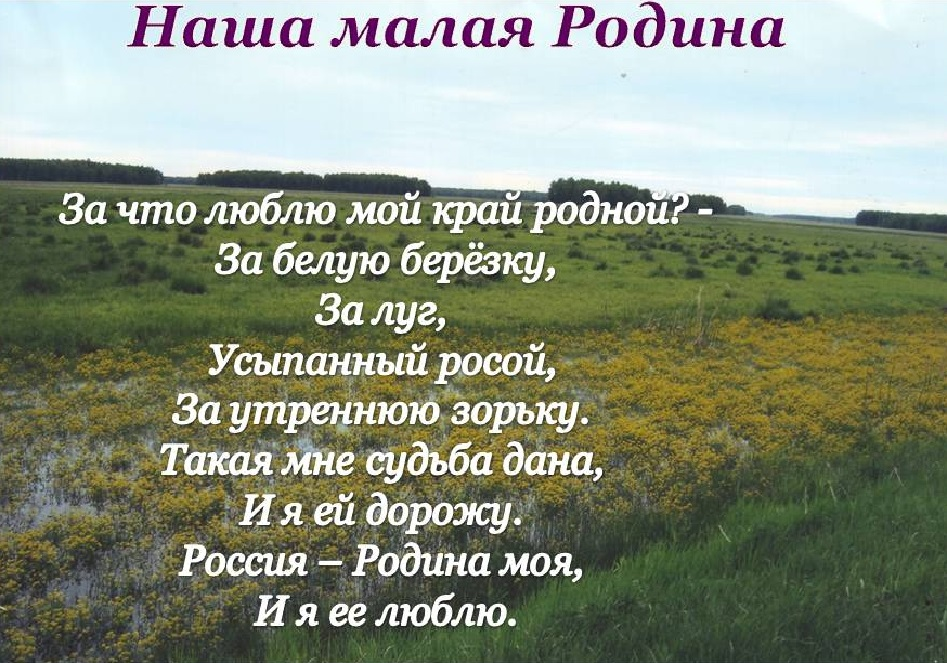 Наша малая Родина
За что люблю мой край родной? -
За белую берёзку,
За луг,
Усыпанный росой,
За утреннюю зорьку.
Такая мне судьба дана,
И я ей дорожу.
Россия – Родина моя,
И я ее люблю.